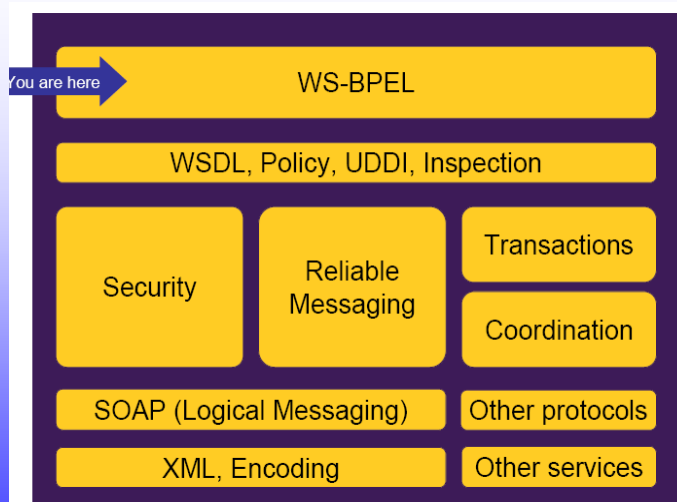 WS-BPEL
You are here
WSDL, Policy, UDDI, Inspection
Security
Reliable
Messaging
Transactions
Coordination
SOAP (Logical Messaging)
Other protocols
XML, Encoding
Other services